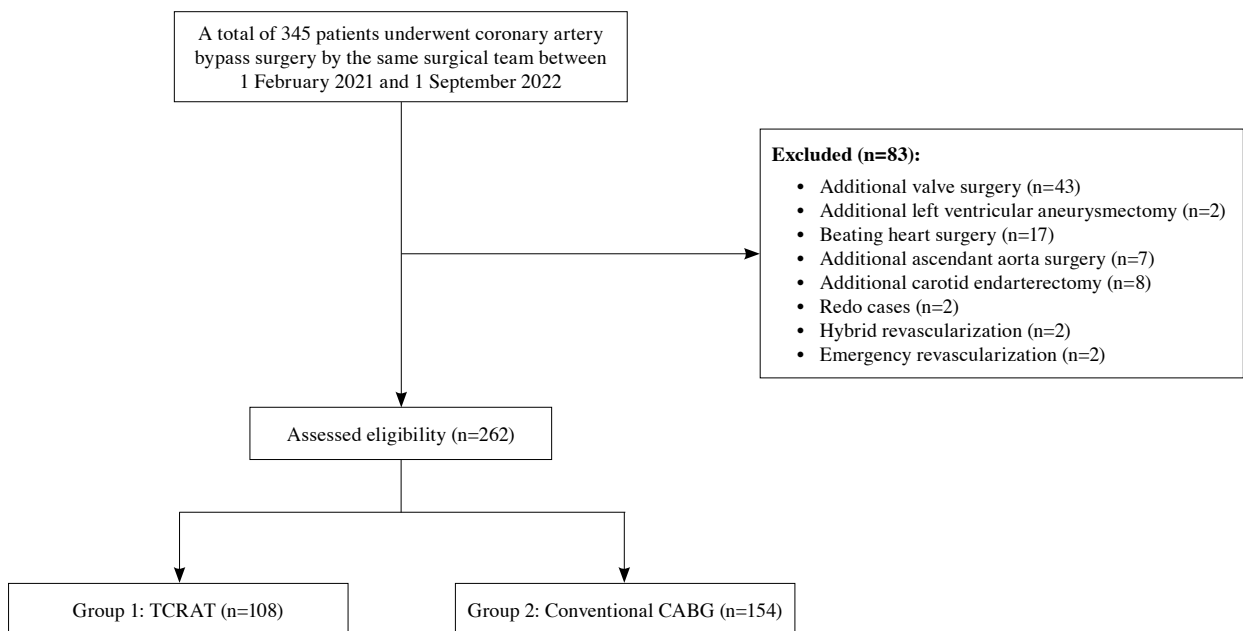 A total of 345 patients underwent coronary artery
bypass surgery by the same surgical team between
1 February 2021 and 1 September 2022
Excluded (n=83):
• Additional valve surgery (n=43)
• Additional left ventricular aneurysmectomy (n=2)
• Beating heart surgery (n=17)
• Additional ascendant aorta surgery (n=7)
• Additional carotid endarterectomy (n=8)
• Redo cases (n=2)
• Hybrid revascularization (n=2)
• Emergency revascularization (n=2)
Assessed eligibility (n=262)
Group 1: TCRAT (n=108)
Group 2: Conventional CABG (n=154)